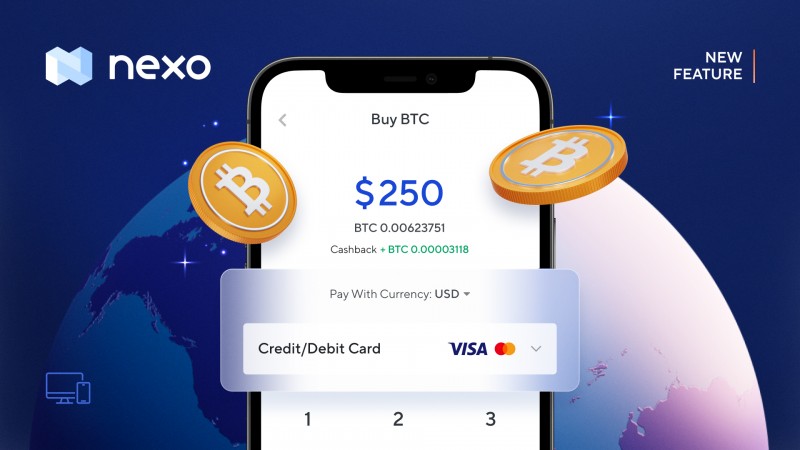 nexo
NEW
FEATURE
Buy BTC
$250
BTC 0.00623751
Cashback + BTC 0.00003118
Pay With Currency: USD
Credit/Debit Card VISA
1 2 3